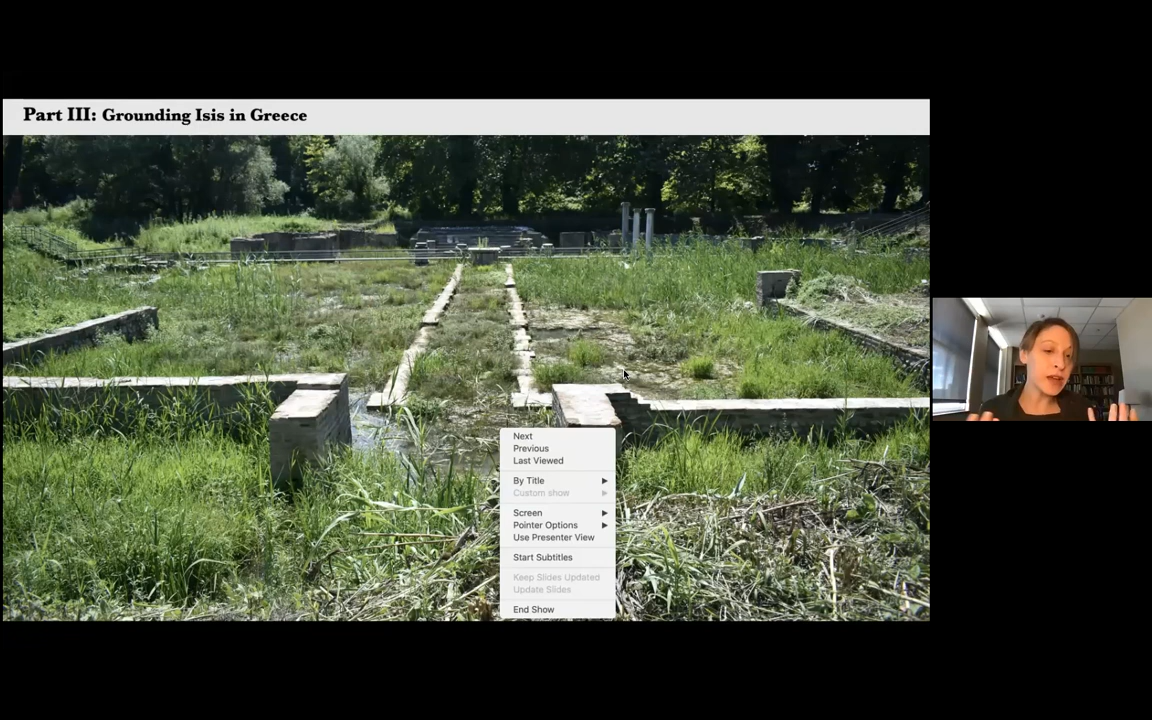 Part III: Grounding Isis in Greece
Next
Previous
Last Viewed
By Title
Custom show
Screen
Pointer Options
Use Presenter View
Start Subtitles
Keep Slides Updated
Update Slides
End Show